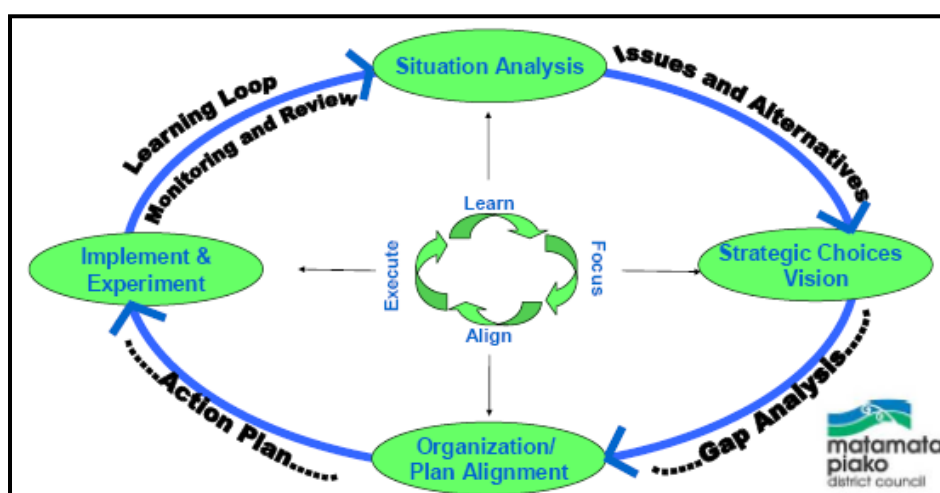 Situation Analysis
Issues and Alternatives
Learning Loop
Monitoring and Review
Learn
Implement &
Experiment
Execute
Focus
Strategic Choices
Vision
Align
......Action Plan......
Organization/
Plan Alignment
......Gap Analysis......
matamata
piako
district council